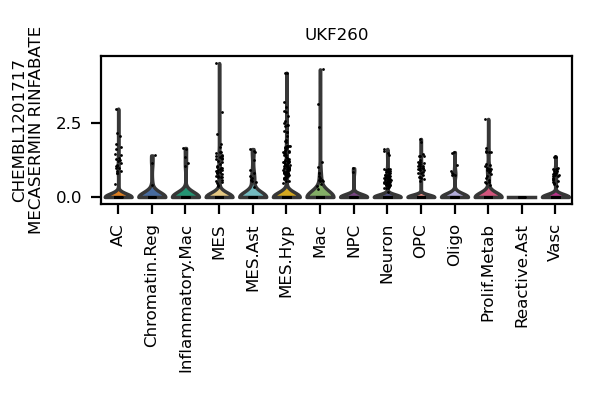 UKF260
CHEMBL1201717
MECASERMIN RINFABATE
2.5
0.0
AC
Chromatin.Reg
Inflammatory.Mac
MES
MES.Ast
MES.Hyp
Mac
NPC
Neuron
OPC
Oligo
Prolif.Metab
Reactive.Ast
Vasc